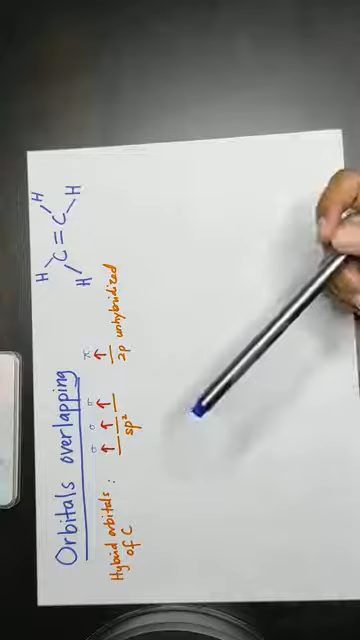 Orbitals overlapping
H H
C=C
H H
σ σ σ π
Hybrid orbitals : ↑ ↑ ↑ ↑
of C sp² 2p unhybridized